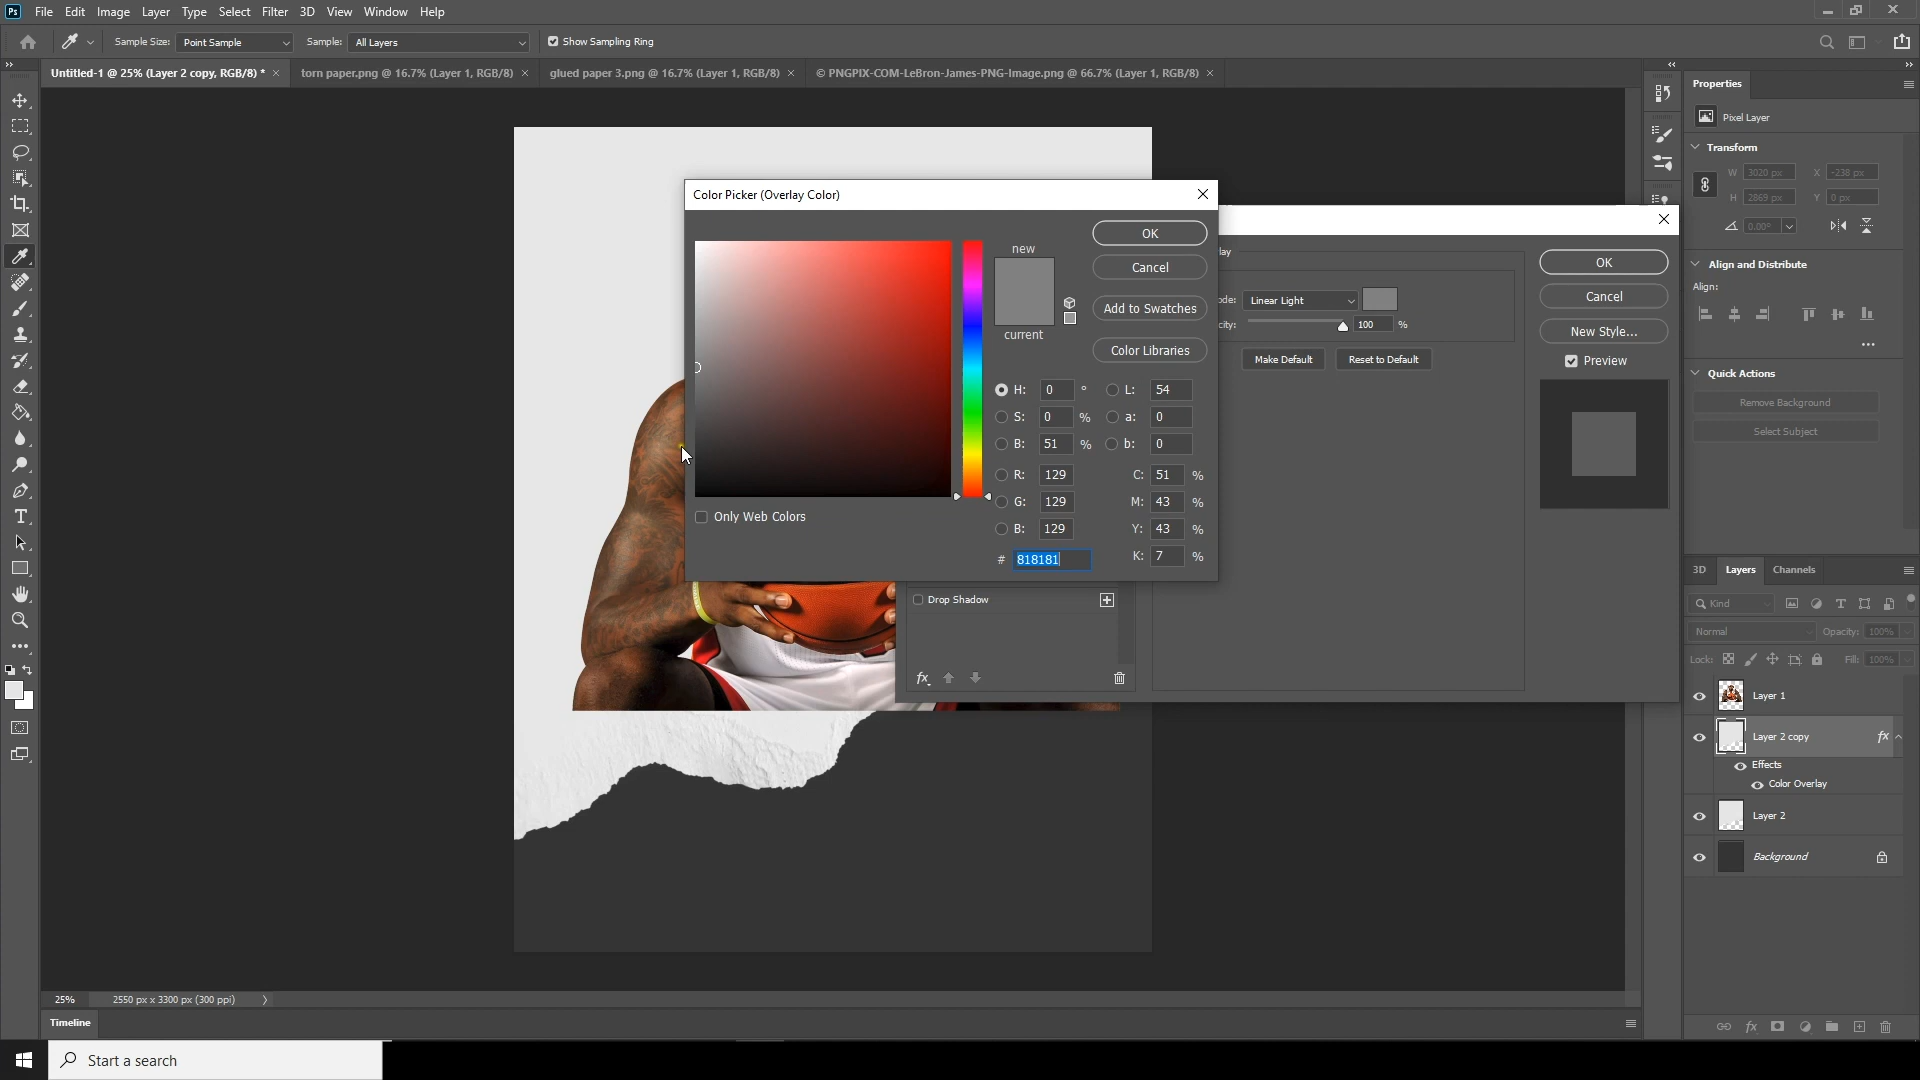 Ps File Edit Image Layer Type Select Filter 3D View Window Help
Sample Size: Point Sample Sample: All Layers Show Sampling Ring
Untitled-1 @ 25% (Layer 2 copy, RGB/8) * × torn paper.png @ 16.7% (Layer 1, RGB/8) × glued paper 3.png @ 16.7% (Layer 1, RGB/8) × © PNGPIX-COM-LeBron-James-PNG-Image.png @ 66.7% (Layer 1, RGB/8) ×
Color Picker (Overlay Color)
new
current
OK
Cancel
Add to Swatches
Color Libraries
H: 0 ° L: 54
S: 0 % a: 0
B: 51 % b: 0
R: 129 C: 51 %
G: 129 M: 43 %
B: 129 Y: 43 %
# 818181 K: 7 %
Only Web Colors
lay
ode: Linear Light
city: 100 %
Make Default Reset to Default
OK
Cancel
New Style...
Preview
Drop Shadow
fx
Properties
Pixel Layer
Transform
W 3020 px X -238 px
H 2869 px Y 0 px
0.00°
Align and Distribute
Align:
Quick Actions
Remove Background
Select Subject
3D Layers Channels
Kind
Normal Opacity: 100%
Lock: Fill: 100%
Layer 1
Layer 2 copy fx
Effects
Color Overlay
Layer 2
Background
fx
25% 2550 px x 3300 px (300 ppi)
Timeline
Start a search